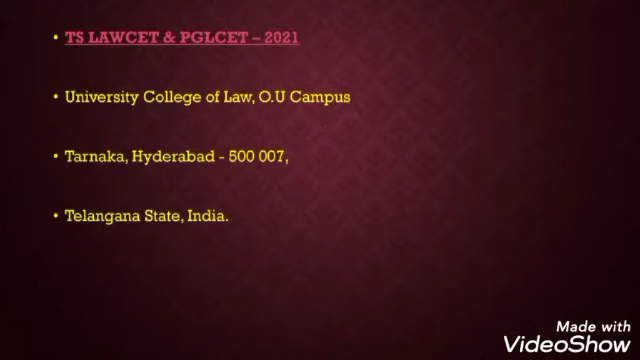 • TS LAWCET & PGLCET – 2021
• University College of Law, O.U Campus
• Tarnaka, Hyderabad - 500 007,
• Telangana State, India.
Made with
VideoShow